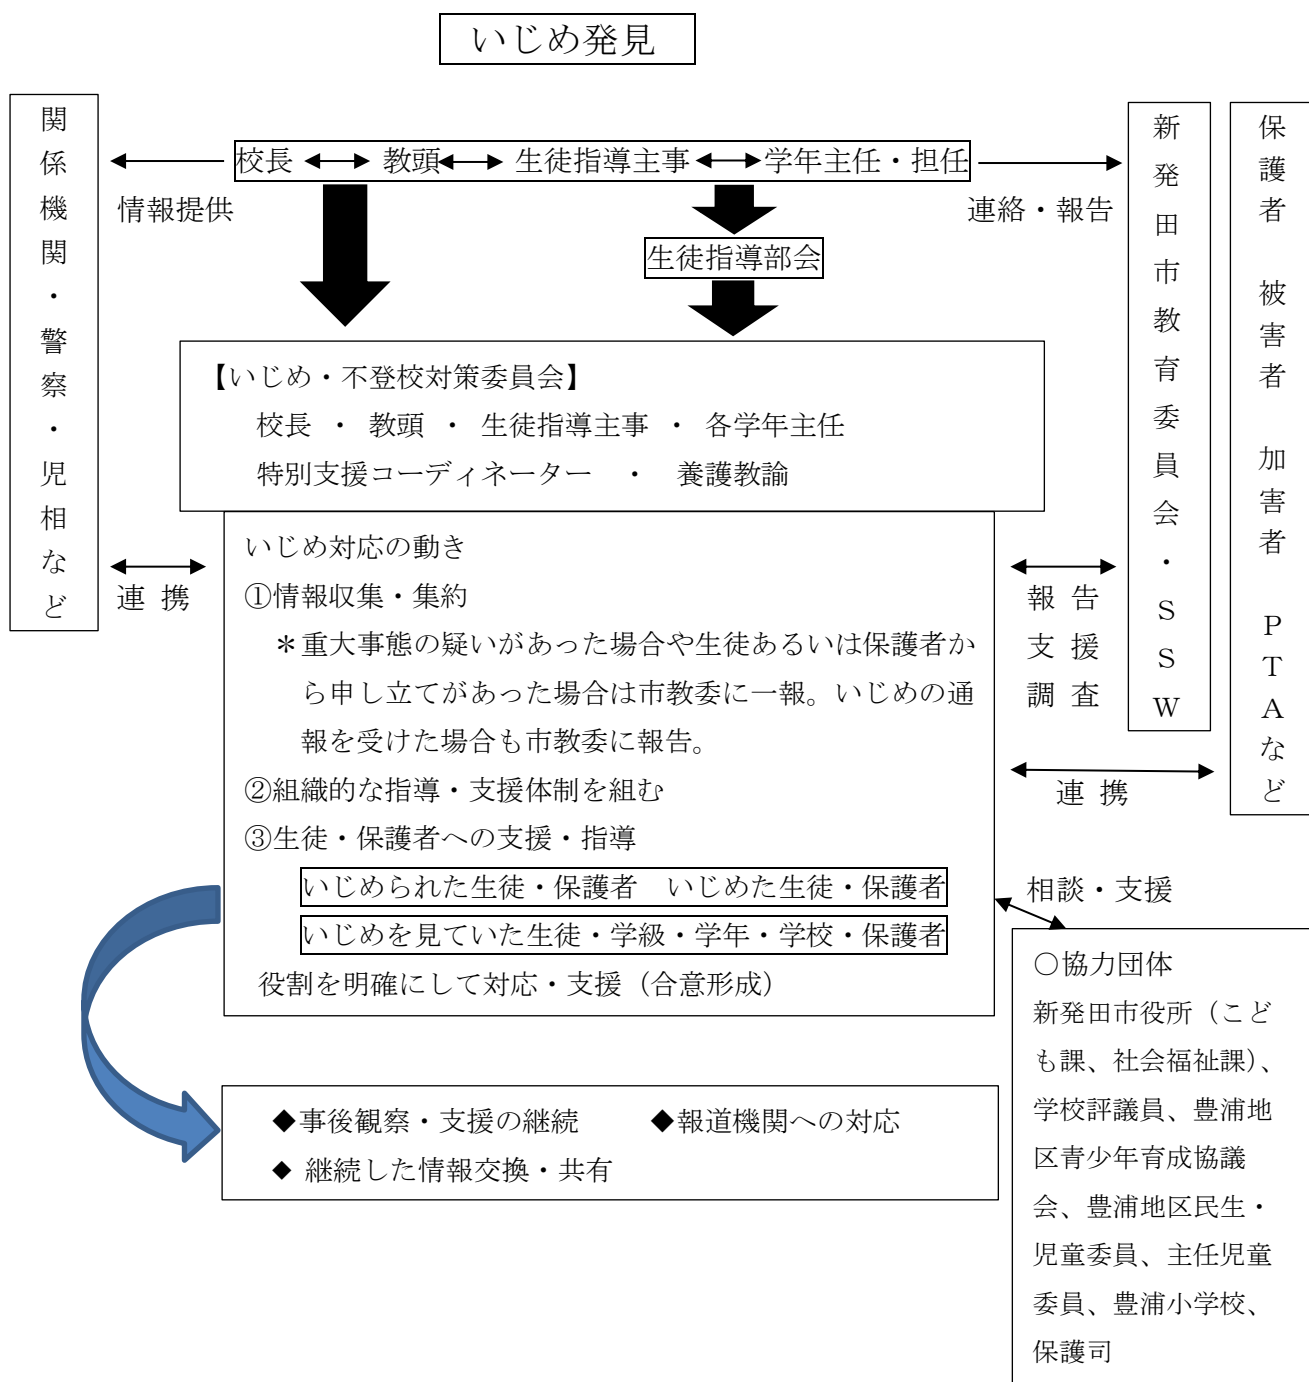 いじめ発見
関係機関・警察・児相など
校長 教頭 生徒指導主事 学年主任・担任
情報提供
連絡・報告
新発田市教育委員会・ＳＳＷ
保護者 被害者 加害者 ＰＴＡなど
生徒指導部会
【いじめ・不登校対策委員会】
校長 ・ 教頭 ・ 生徒指導主事 ・ 各学年主任
特別支援コーディネーター ・ 養護教諭
いじめ対応の動き
①情報収集・集約
＊重大事態の疑いがあった場合や生徒あるいは保護者か
ら申し立てがあった場合は市教委に一報。いじめの通
報を受けた場合も市教委に報告。
②組織的な指導・支援体制を組む
③生徒・保護者への支援・指導
いじめられた生徒・保護者 いじめた生徒・保護者
いじめを見ていた生徒・学級・学年・学校・保護者
役割を明確にして対応・支援（合意形成）
連 携
報 告
支 援
調 査
連 携
相談・支援
◆事後観察・支援の継続 ◆報道機関への対応
◆ 継続した情報交換・共有
○協力団体
新発田市役所（こど
も課、社会福祉課）、
学校評議員、豊浦地
区青少年育成協議
会、豊浦地区民生・
児童委員、主任児童
委員、豊浦小学校、
保護司